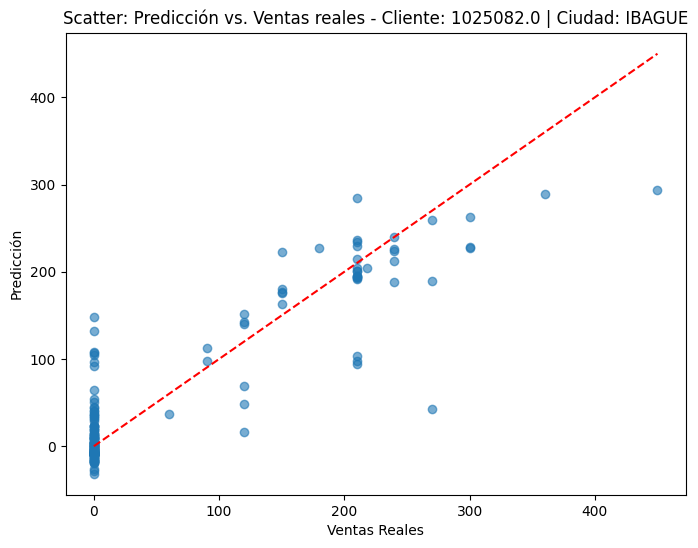 Scatter: Predicción vs. Ventas reales - Cliente: 1025082.0 | Ciudad: IBAGUE
Predicción
400
300
200
100
0
0 100 200 300 400
Ventas Reales